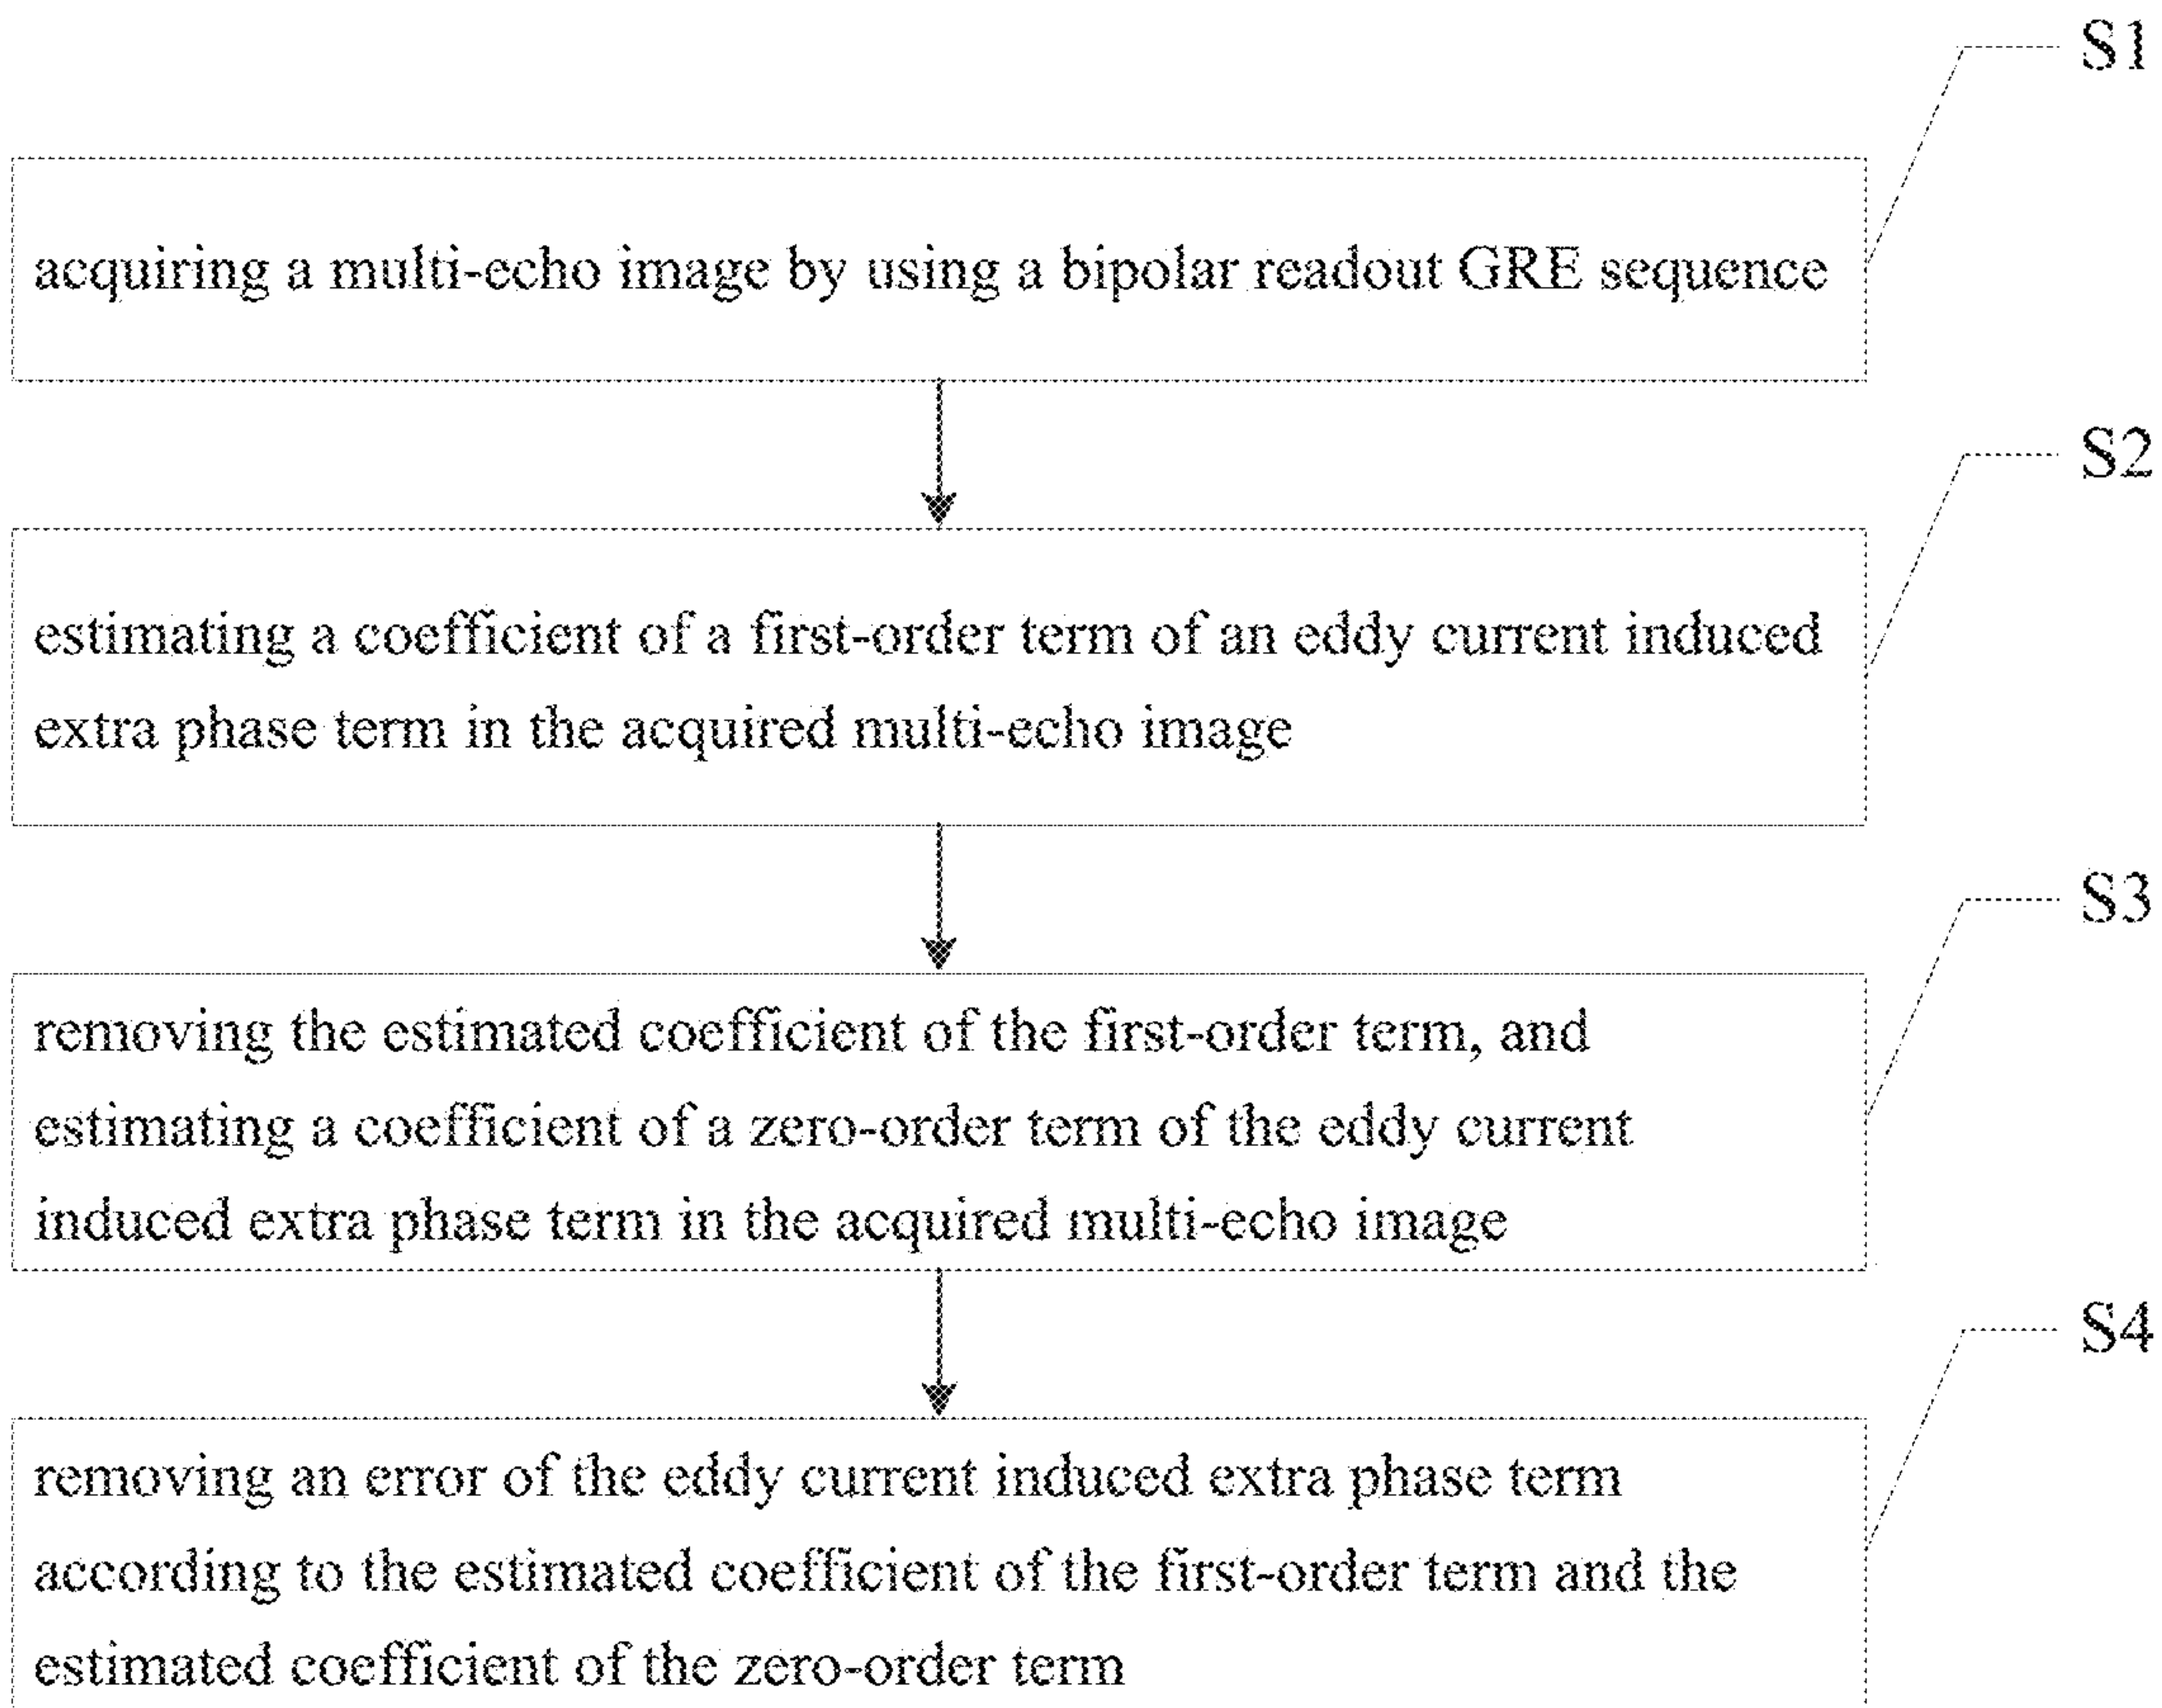 S1
acquiring a multi-echo image by using a bipolar readout GRE sequence
S2
estimating a coefficient of a first-order term of an eddy current induced
extra phase term in the acquired multi-echo image
S3
removing the estimated coefficient of the first-order term, and
estimating a coefficient of a zero-order term of the eddy current
induced extra phase term in the acquired multi-echo image
S4
removing an error of the eddy current induced extra phase term
according to the estimated coefficient of the first-order term and the
estimated coefficient of the zero-order term